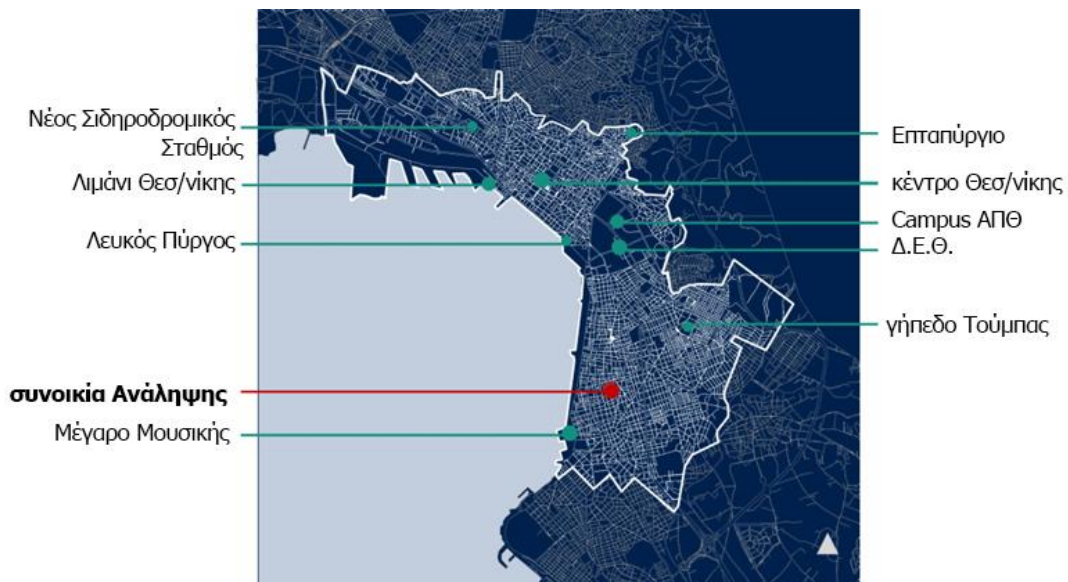 Νέος Σιδηροδρομικός
Σταθμός
Λιμάνι Θεσ/νίκης
Λευκός Πύργος
συνοικία Ανάληψης
Μέγαρο Μουσικής
Επταπύργιο
κέντρο Θεσ/νίκης
Campus ΑΠΘ
Δ.Ε.Θ.
γήπεδο Τούμπας